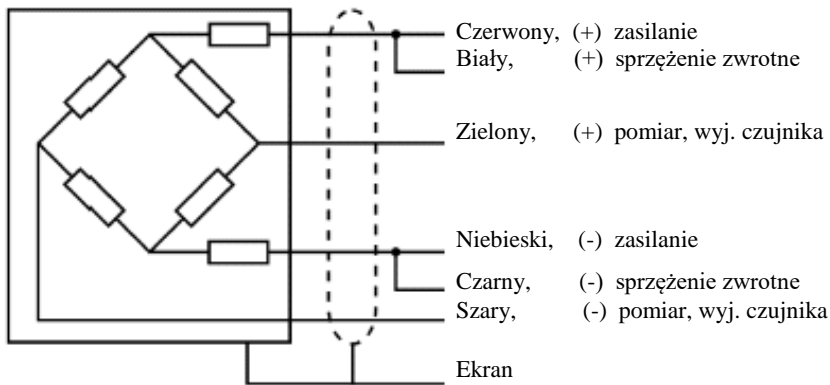 Czerwony, (+) zasilanie
Biały, (+) sprzężenie zwrotne
Zielony, (+) pomiar, wyj. czujnika
Niebieski, (-) zasilanie
Czarny, (-) sprzężenie zwrotne
Szary, (-) pomiar, wyj. czujnika
Ekran